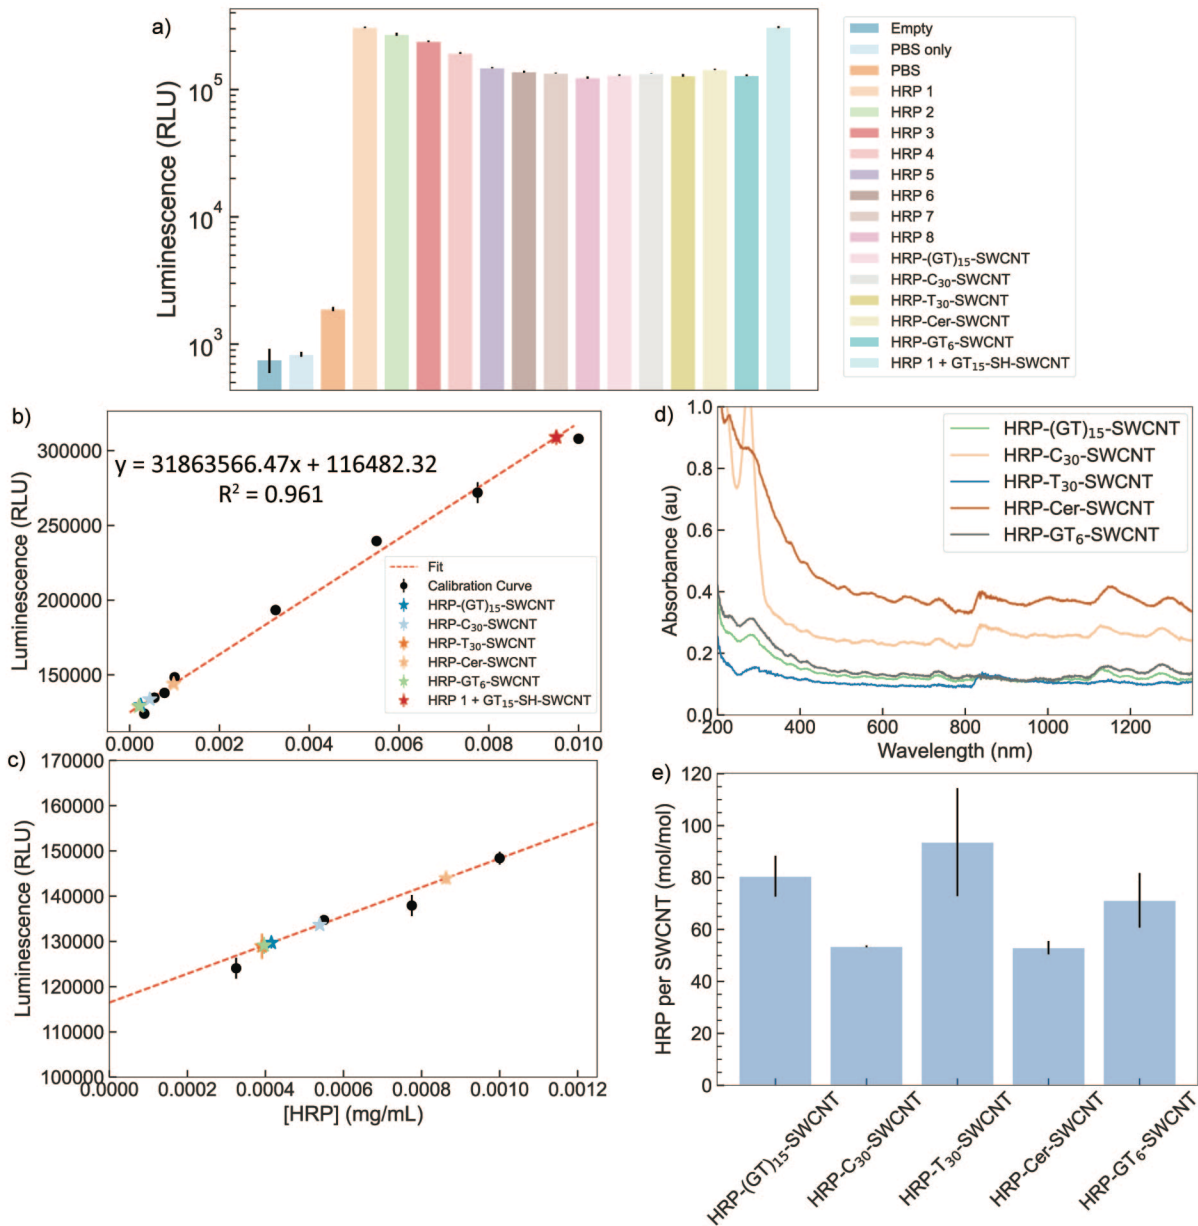 a)
Luminescence (RLU)
10⁵
10⁴
10³
Empty
PBS only
PBS
HRP 1
HRP 2
HRP 3
HRP 4
HRP 5
HRP 6
HRP 7
HRP 8
HRP-(GT)₁₅-SWCNT
HRP-C₃₀-SWCNT
HRP-T₃₀-SWCNT
HRP-Cer-SWCNT
HRP-GT₆-SWCNT
HRP 1 + GT₁₅-SH-SWCNT
b)
Luminescence (RLU)
300000
250000
200000
150000
y = 31863566.47x + 116482.32
R² = 0.961
Fit
Calibration Curve
HRP-(GT)₁₅-SWCNT
HRP-C₃₀-SWCNT
HRP-T₃₀-SWCNT
HRP-Cer-SWCNT
HRP-GT₆-SWCNT
HRP 1 + GT₁₅-SH-SWCNT
0.000 0.002 0.004 0.006 0.008 0.010
c)
Luminescence (RLU)
170000
160000
150000
140000
130000
120000
110000
100000
0.0000 0.0002 0.0004 0.0006 0.0008 0.0010 0.0012
[HRP] (mg/mL)
d)
Absorbance (au)
1.0
0.8
0.6
0.4
0.2
0.0
HRP-(GT)₁₅-SWCNT
HRP-C₃₀-SWCNT
HRP-T₃₀-SWCNT
HRP-Cer-SWCNT
HRP-GT₆-SWCNT
200 400 600 800 1000 1200
Wavelength (nm)
e)
HRP per SWCNT (mol/mol)
120
100
80
60
40
20
0
HRP-(GT)₁₅-SWCNT
HRP-C₃₀-SWCNT
HRP-T₃₀-SWCNT
HRP-Cer-SWCNT
HRP-GT₆-SWCNT